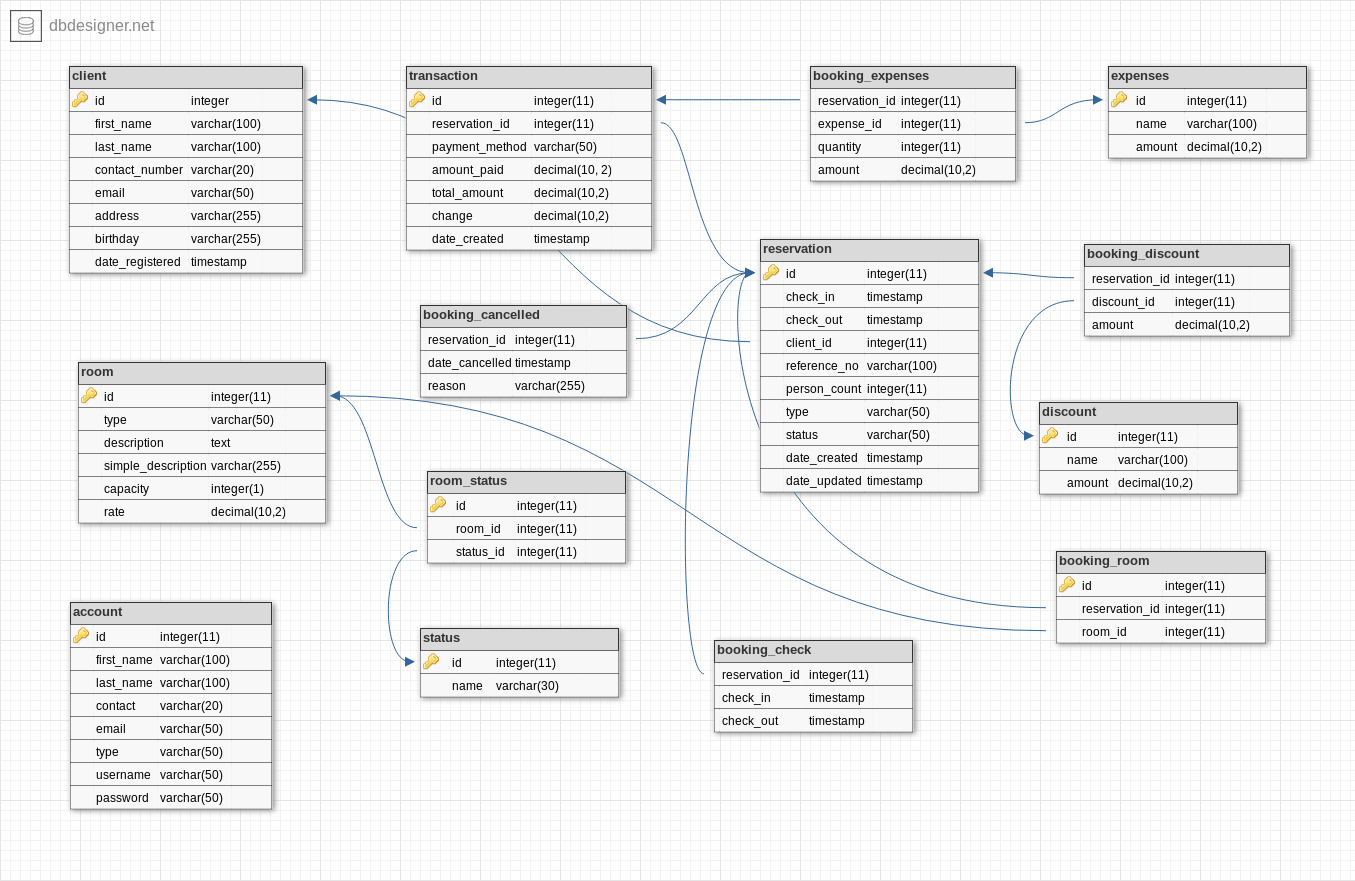 dbdesigner.net
client
id integer
first_name varchar(100)
last_name varchar(100)
contact_number varchar(20)
email varchar(50)
address varchar(255)
birthday varchar(255)
date_registered timestamp
transaction
id integer(11)
reservation_id integer(11)
payment_method varchar(50)
amount_paid decimal(10, 2)
total_amount decimal(10,2)
change decimal(10,2)
date_created timestamp
booking_expenses
reservation_id integer(11)
expense_id integer(11)
quantity integer(11)
amount decimal(10,2)
expenses
id integer(11)
name varchar(100)
amount decimal(10,2)
reservation
id integer(11)
check_in timestamp
check_out timestamp
client_id integer(11)
reference_no varchar(100)
person_count integer(11)
type varchar(50)
status varchar(50)
date_created timestamp
date_updated timestamp
booking_discount
reservation_id integer(11)
discount_id integer(11)
amount decimal(10,2)
booking_cancelled
reservation_id integer(11)
date_cancelled timestamp
reason varchar(255)
room
id integer(11)
type varchar(50)
description text
simple_description varchar(255)
capacity integer(1)
rate decimal(10,2)
discount
id integer(11)
name varchar(100)
amount decimal(10,2)
room_status
id integer(11)
room_id integer(11)
status_id integer(11)
booking_room
id integer(11)
reservation_id integer(11)
room_id integer(11)
account
id integer(11)
first_name varchar(100)
last_name varchar(100)
contact varchar(20)
email varchar(50)
type varchar(50)
username varchar(50)
password varchar(50)
status
id integer(11)
name varchar(30)
booking_check
reservation_id integer(11)
check_in timestamp
check_out timestamp